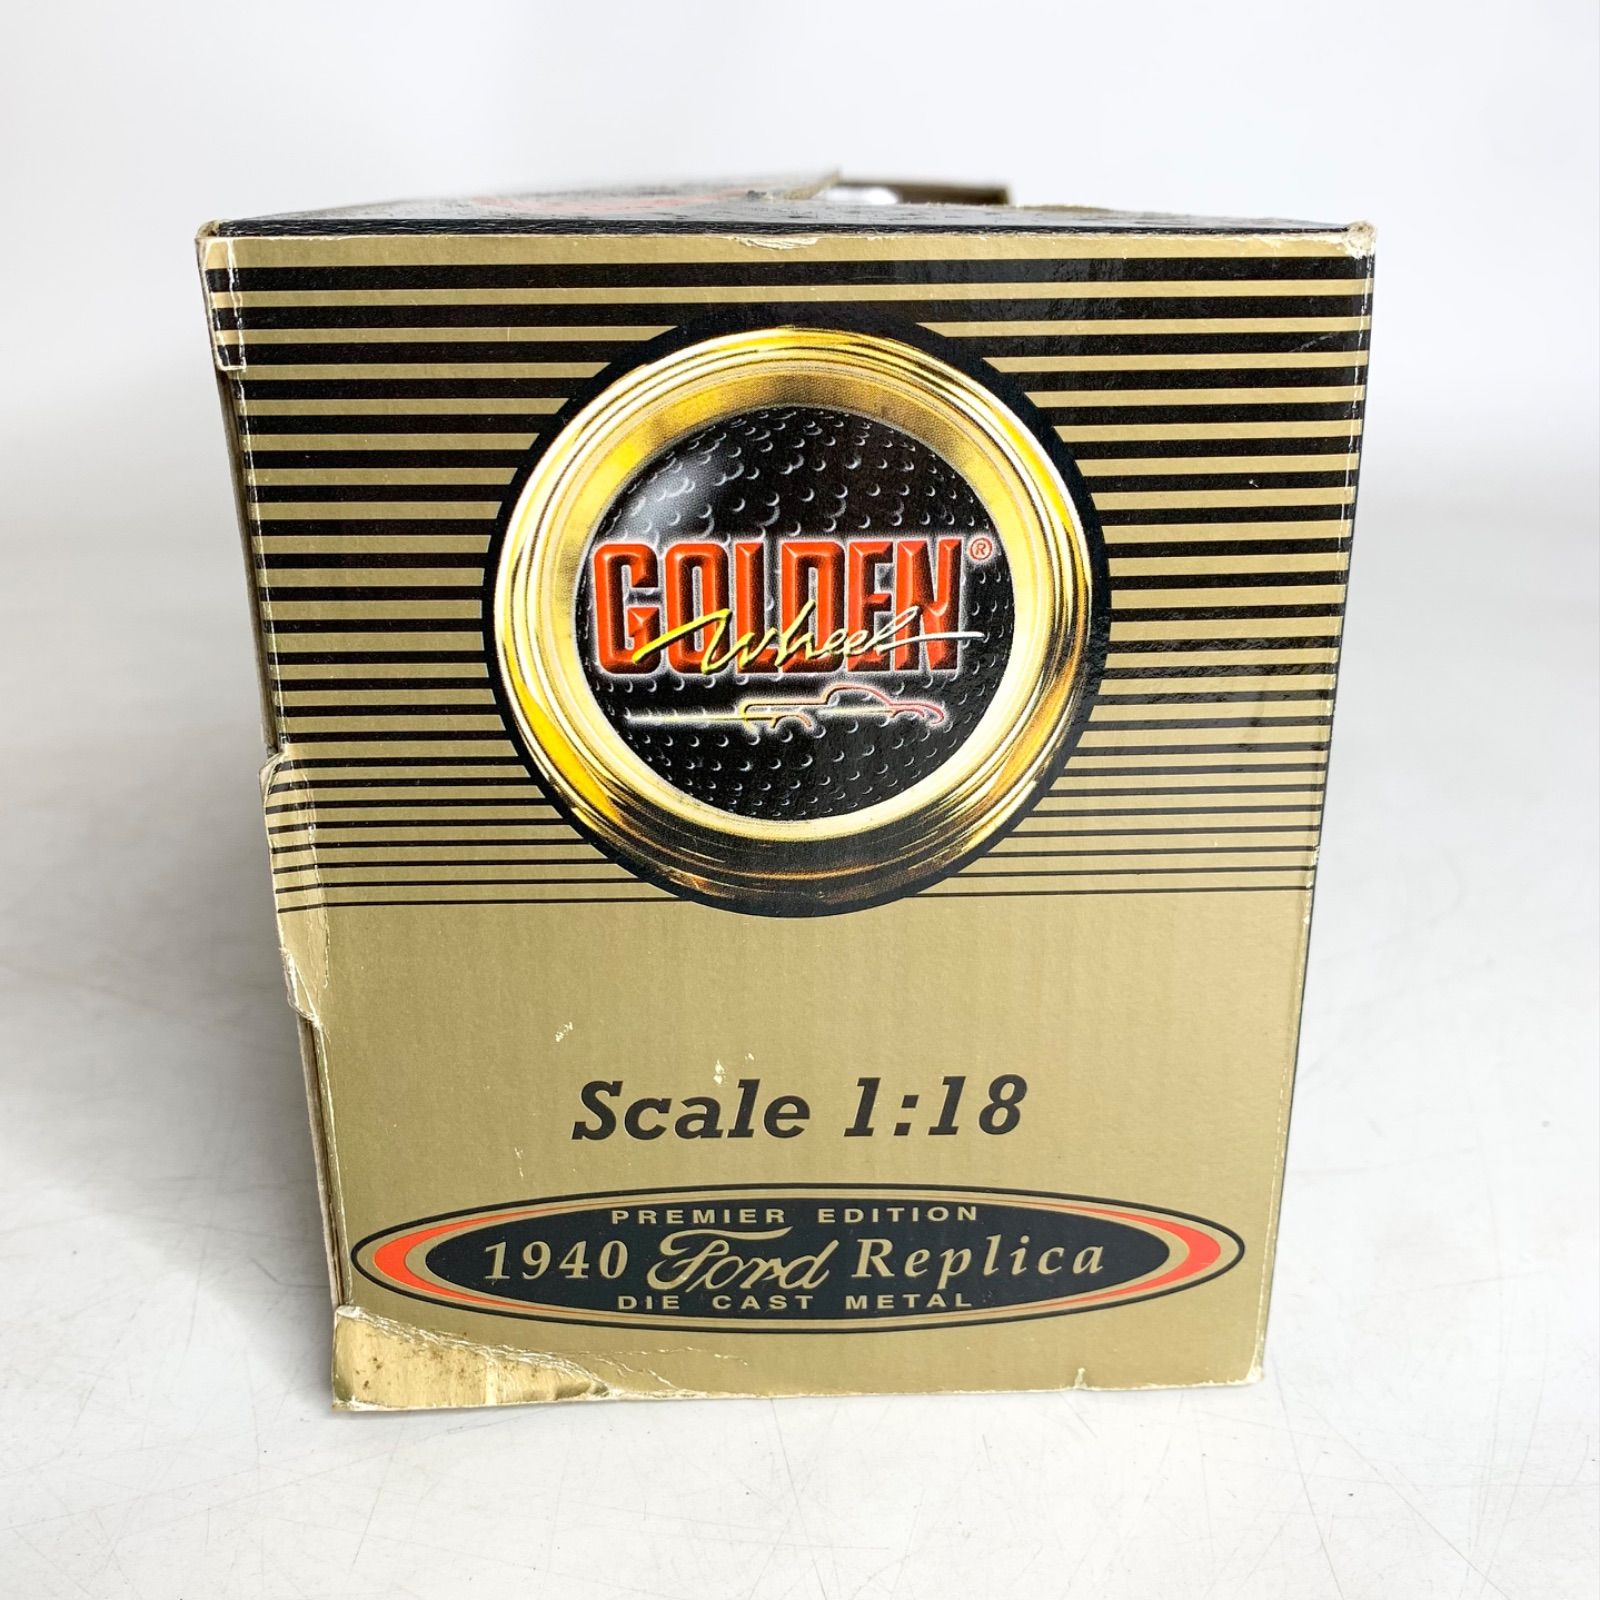 GOLDEN®
Wheel
Scale 1:18
PREMIER EDITION
1940 Ford Replica
DIE CAST METAL